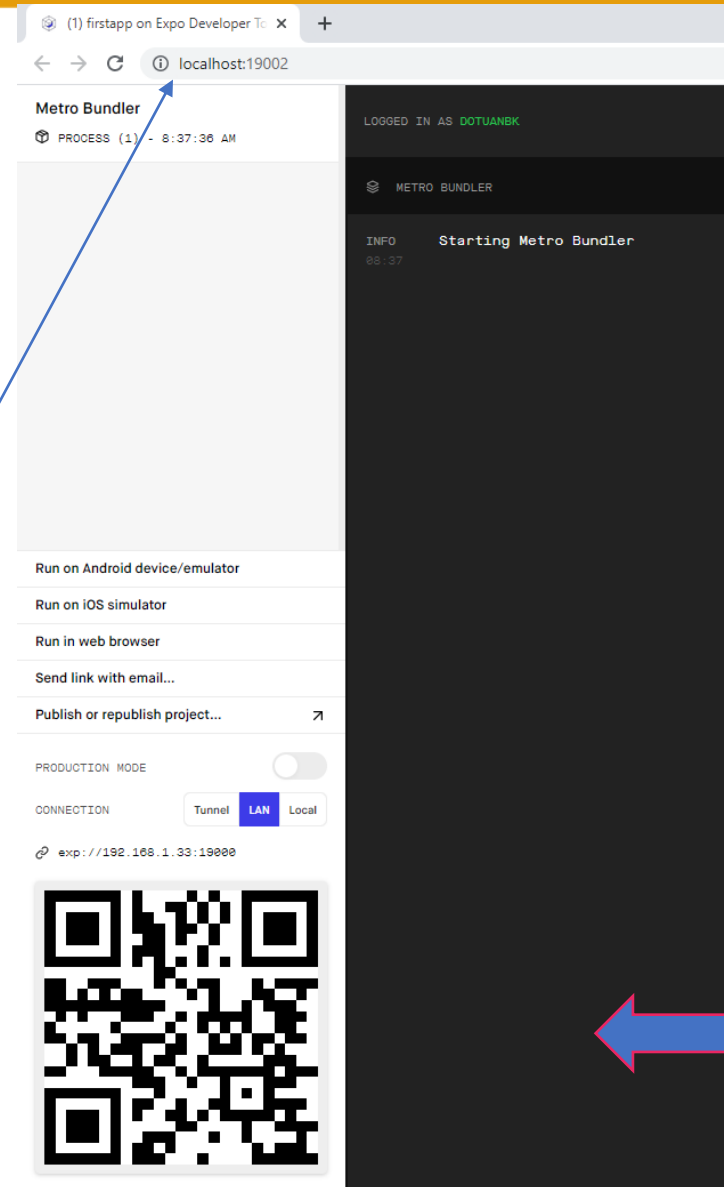 (1) firstapp on Expo Developer To
localhost:19002
Metro Bundler
PROCESS (1) - 8:37:36 AM
LOGGED IN AS DOTUANBK
METRO BUNDLER
INFO Starting Metro Bundler
08:37
Run on Android device/emulator
Run on iOS simulator
Run in web browser
Send link with email...
Publish or republish project...
PRODUCTION MODE
CONNECTION Tunnel LAN Local
exp://192.168.1.33:19000